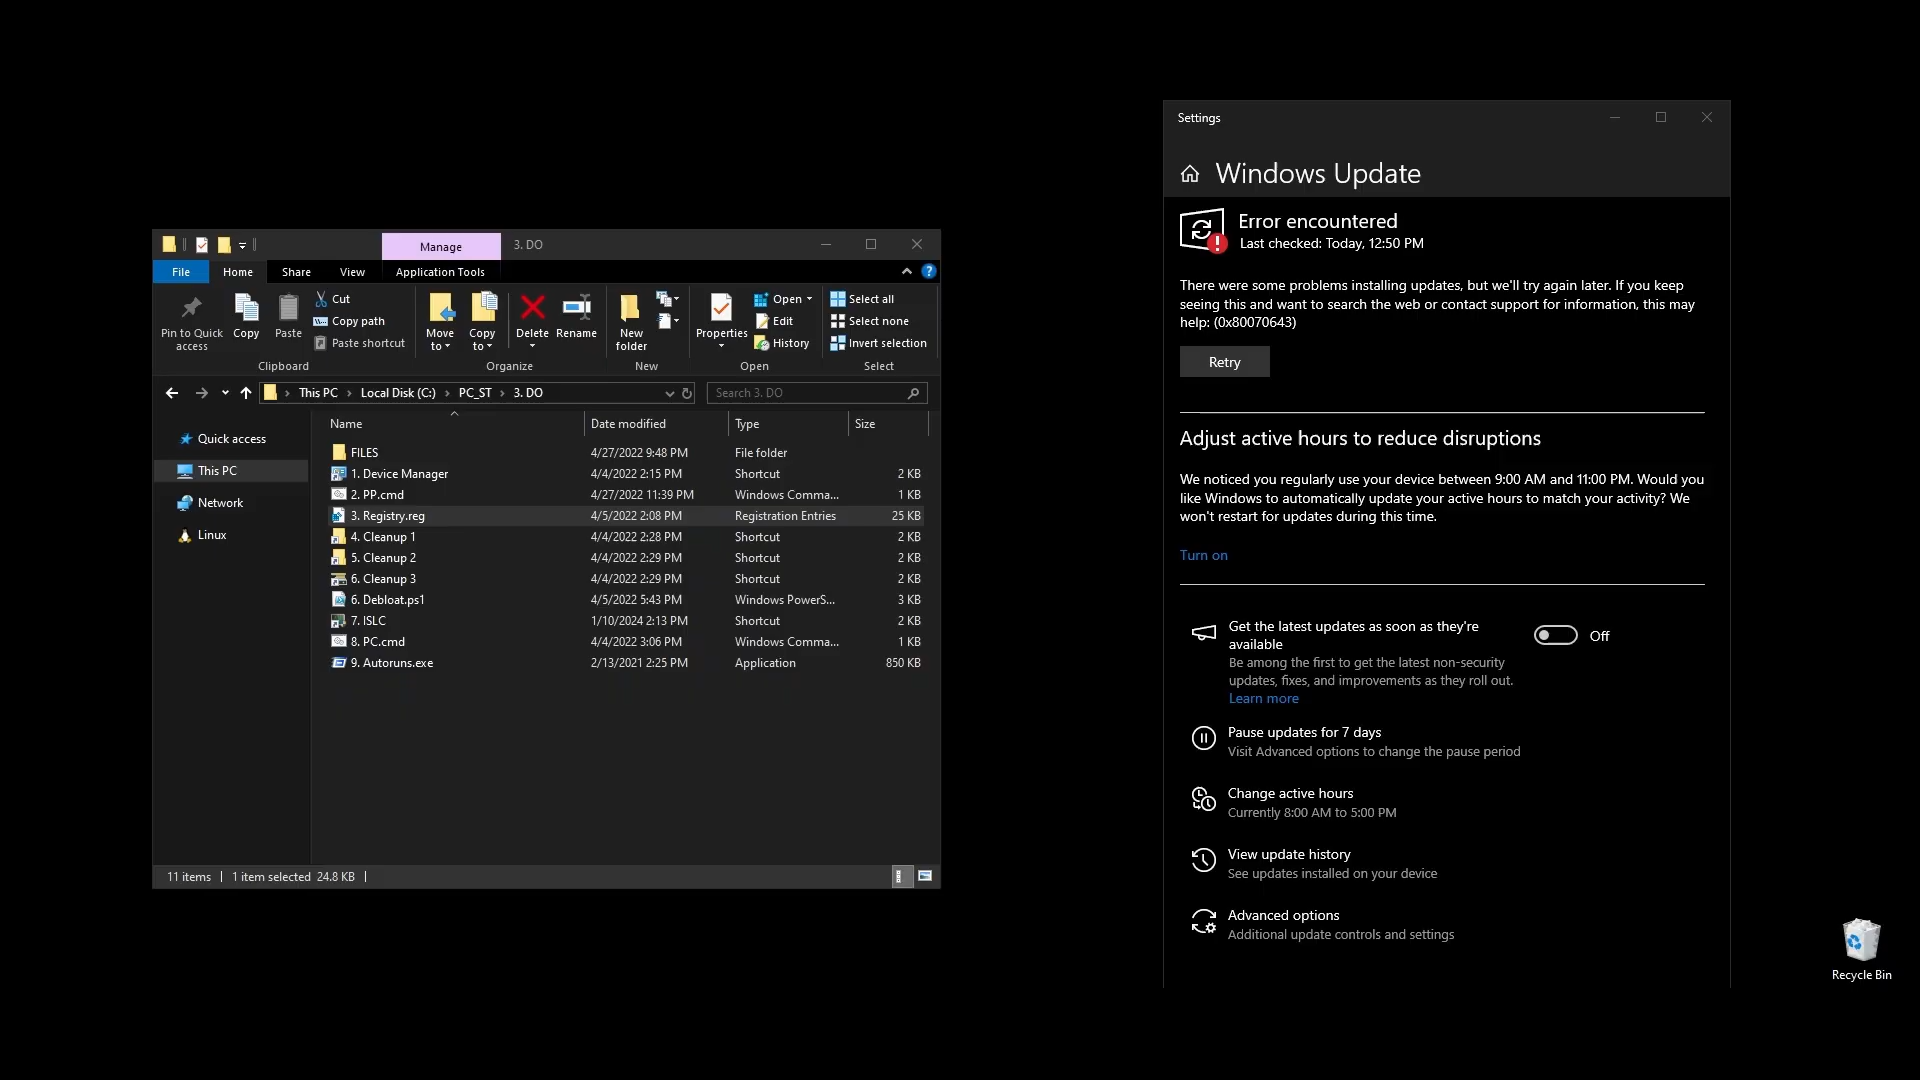 Manage
3. DO
File
Home
Share
View
Application Tools
Pin to Quick
access
Copy
Paste
Cut
Copy path
Paste shortcut
Clipboard
Move
to
Copy
to
Delete
Rename
Organize
New
folder
New
Properties
Open
Edit
History
Open
Select all
Select none
Invert selection
Select
This PC
Local Disk (C:)
PC_ST
3. DO
Search 3. DO
Quick access
This PC
Network
Linux
Name Date modified Type Size
FILES 4/27/2022 9:48 PM File folder
1. Device Manager 4/4/2022 2:15 PM Shortcut 2 KB
2. PP.cmd 4/27/2022 11:39 PM Windows Comma... 1 KB
3. Registry.reg 4/5/2022 2:08 PM Registration Entries 25 KB
4. Cleanup 1 4/4/2022 2:28 PM Shortcut 2 KB
5. Cleanup 2 4/4/2022 2:29 PM Shortcut 2 KB
6. Cleanup 3 4/4/2022 2:29 PM Shortcut 2 KB
6. Debloat.ps1 4/5/2022 5:43 PM Windows PowerS... 3 KB
7. ISLC 1/10/2024 2:13 PM Shortcut 2 KB
8. PC.cmd 4/4/2022 3:06 PM Windows Comma... 1 KB
9. Autoruns.exe 2/13/2021 2:25 PM Application 850 KB
11 items 1 item selected 24.8 KB
Settings
Windows Update
Error encountered
Last checked: Today, 12:50 PM
There were some problems installing updates, but we'll try again later. If you keep
seeing this and want to search the web or contact support for information, this may
help: (0x80070643)
Retry
Adjust active hours to reduce disruptions
We noticed you regularly use your device between 9:00 AM and 11:00 PM. Would you
like Windows to automatically update your active hours to match your activity? We
won't restart for updates during this time.
Turn on
Get the latest updates as soon as they're
available
Be among the first to get the latest non-security
updates, fixes, and improvements as they roll out.
Learn more
Off
Pause updates for 7 days
Visit Advanced options to change the pause period
Change active hours
Currently 8:00 AM to 5:00 PM
View update history
See updates installed on your device
Advanced options
Additional update controls and settings
Recycle Bin